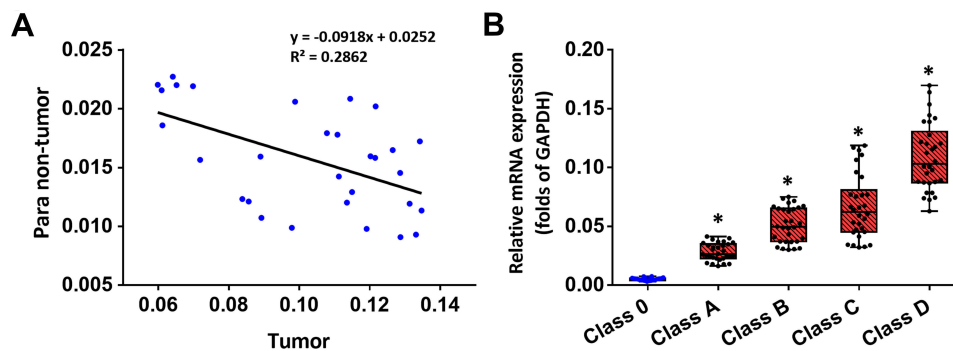 A
y = -0.0918x + 0.0252
R² = 0.2862
Para non-tumor
0.025
0.020
0.015
0.010
0.005
0.06
0.08
0.10
0.12
0.14
Tumor
B
Relative mRNA expression
(folds of GAPDH)
0.20
0.15
0.10
0.05
0.00
*
*
*
*
Class 0
Class A
Class B
Class C
Class D